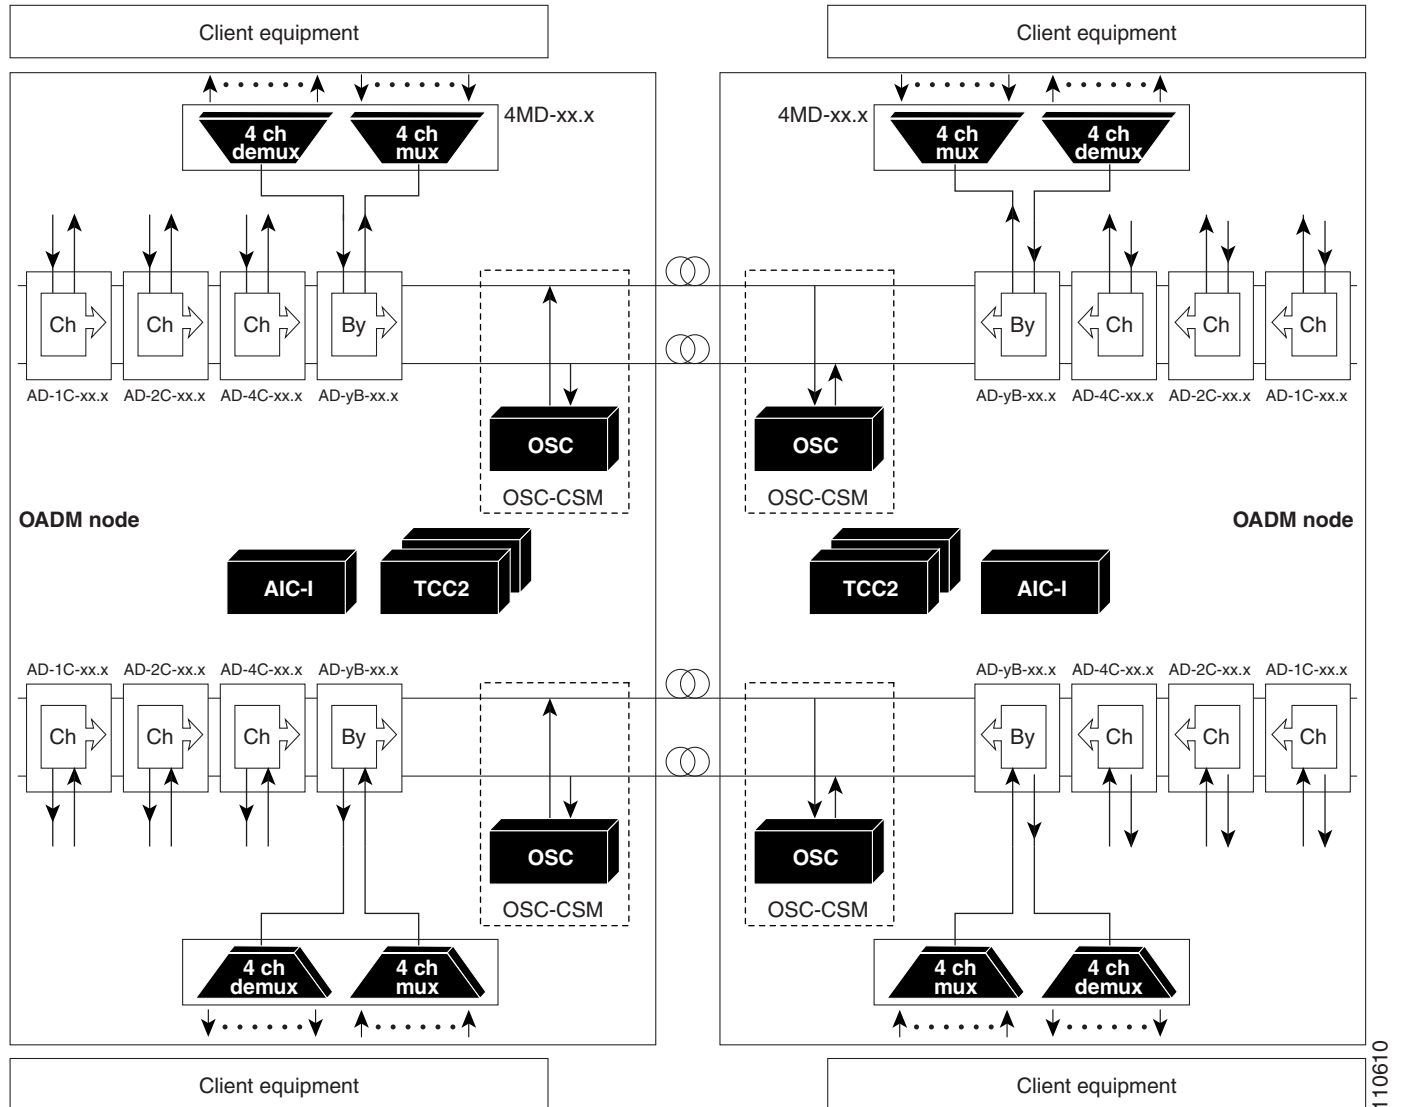 Client equipment
Client equipment
4 ch
demux
4 ch
mux
4MD-xx.x
4MD-xx.x
4 ch
mux
4 ch
demux
Ch
Ch
Ch
By
By
Ch
Ch
Ch
AD-1C-xx.x
AD-2C-xx.x
AD-4C-xx.x
AD-yB-xx.x
AD-yB-xx.x
AD-4C-xx.x
AD-2C-xx.x
AD-1C-xx.x
OSC
OSC
OSC-CSM
OSC-CSM
OADM node
OADM node
AIC-I
TCC2
TCC2
AIC-I
AD-1C-xx.x
AD-2C-xx.x
AD-4C-xx.x
AD-yB-xx.x
AD-yB-xx.x
AD-4C-xx.x
AD-2C-xx.x
AD-1C-xx.x
Ch
Ch
Ch
By
By
Ch
Ch
Ch
OSC
OSC
OSC-CSM
OSC-CSM
4 ch
demux
4 ch
mux
4 ch
mux
4 ch
demux
Client equipment
Client equipment
110610